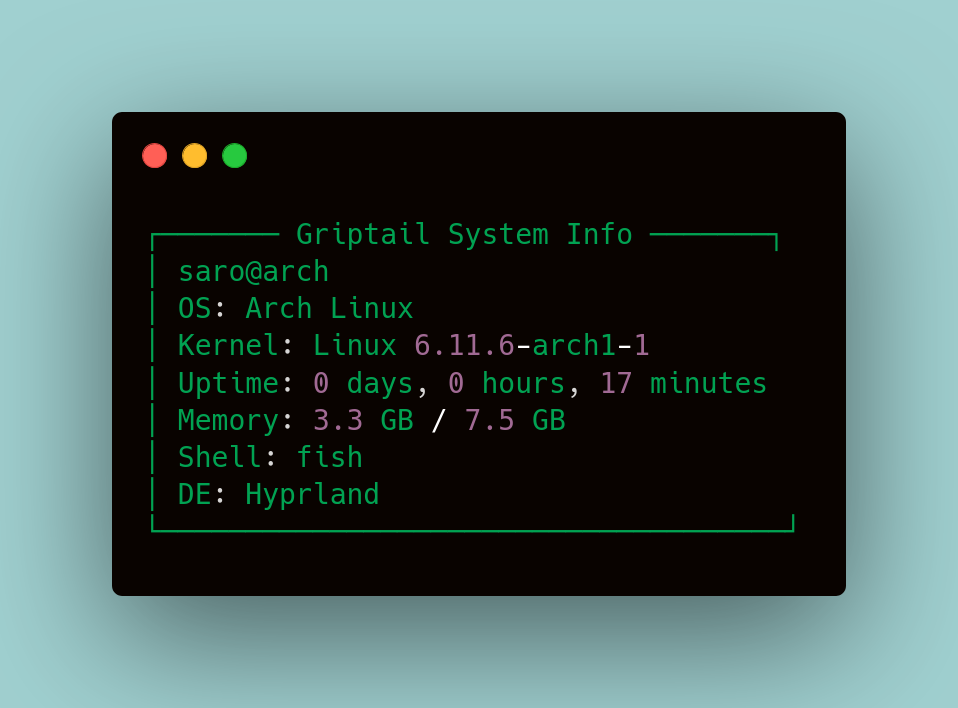 ┌─────── Griptail System Info ───────┐
│ saro@arch
│ OS: Arch Linux
│ Kernel: Linux 6.11.6-arch1-1
│ Uptime: 0 days, 0 hours, 17 minutes
│ Memory: 3.3 GB / 7.5 GB
│ Shell: fish
│ DE: Hyprland
└─────────────────────────────────────┘